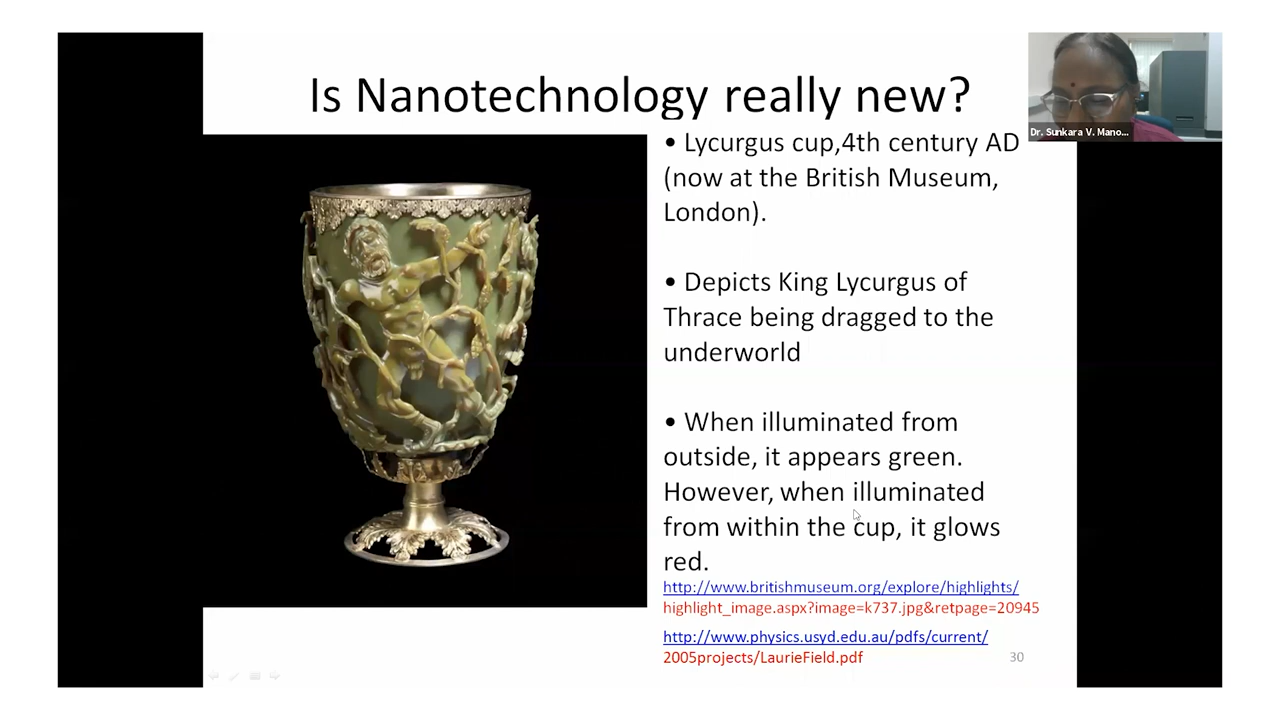 Is Nanotechnology really new?
Dr. Sunkara V. Mano...
• Lycurgus cup,4th century AD
(now at the British Museum,
London).
• Depicts King Lycurgus of
Thrace being dragged to the
underworld
• When illuminated from
outside, it appears green.
However, when illuminated
from within the cup, it glows
red.
http://www.britishmuseum.org/explore/highlights/
highlight_image.aspx?image=k737.jpg&retpage=20945
http://www.physics.usyd.edu.au/pdfs/current/
2005projects/LaurieField.pdf
30